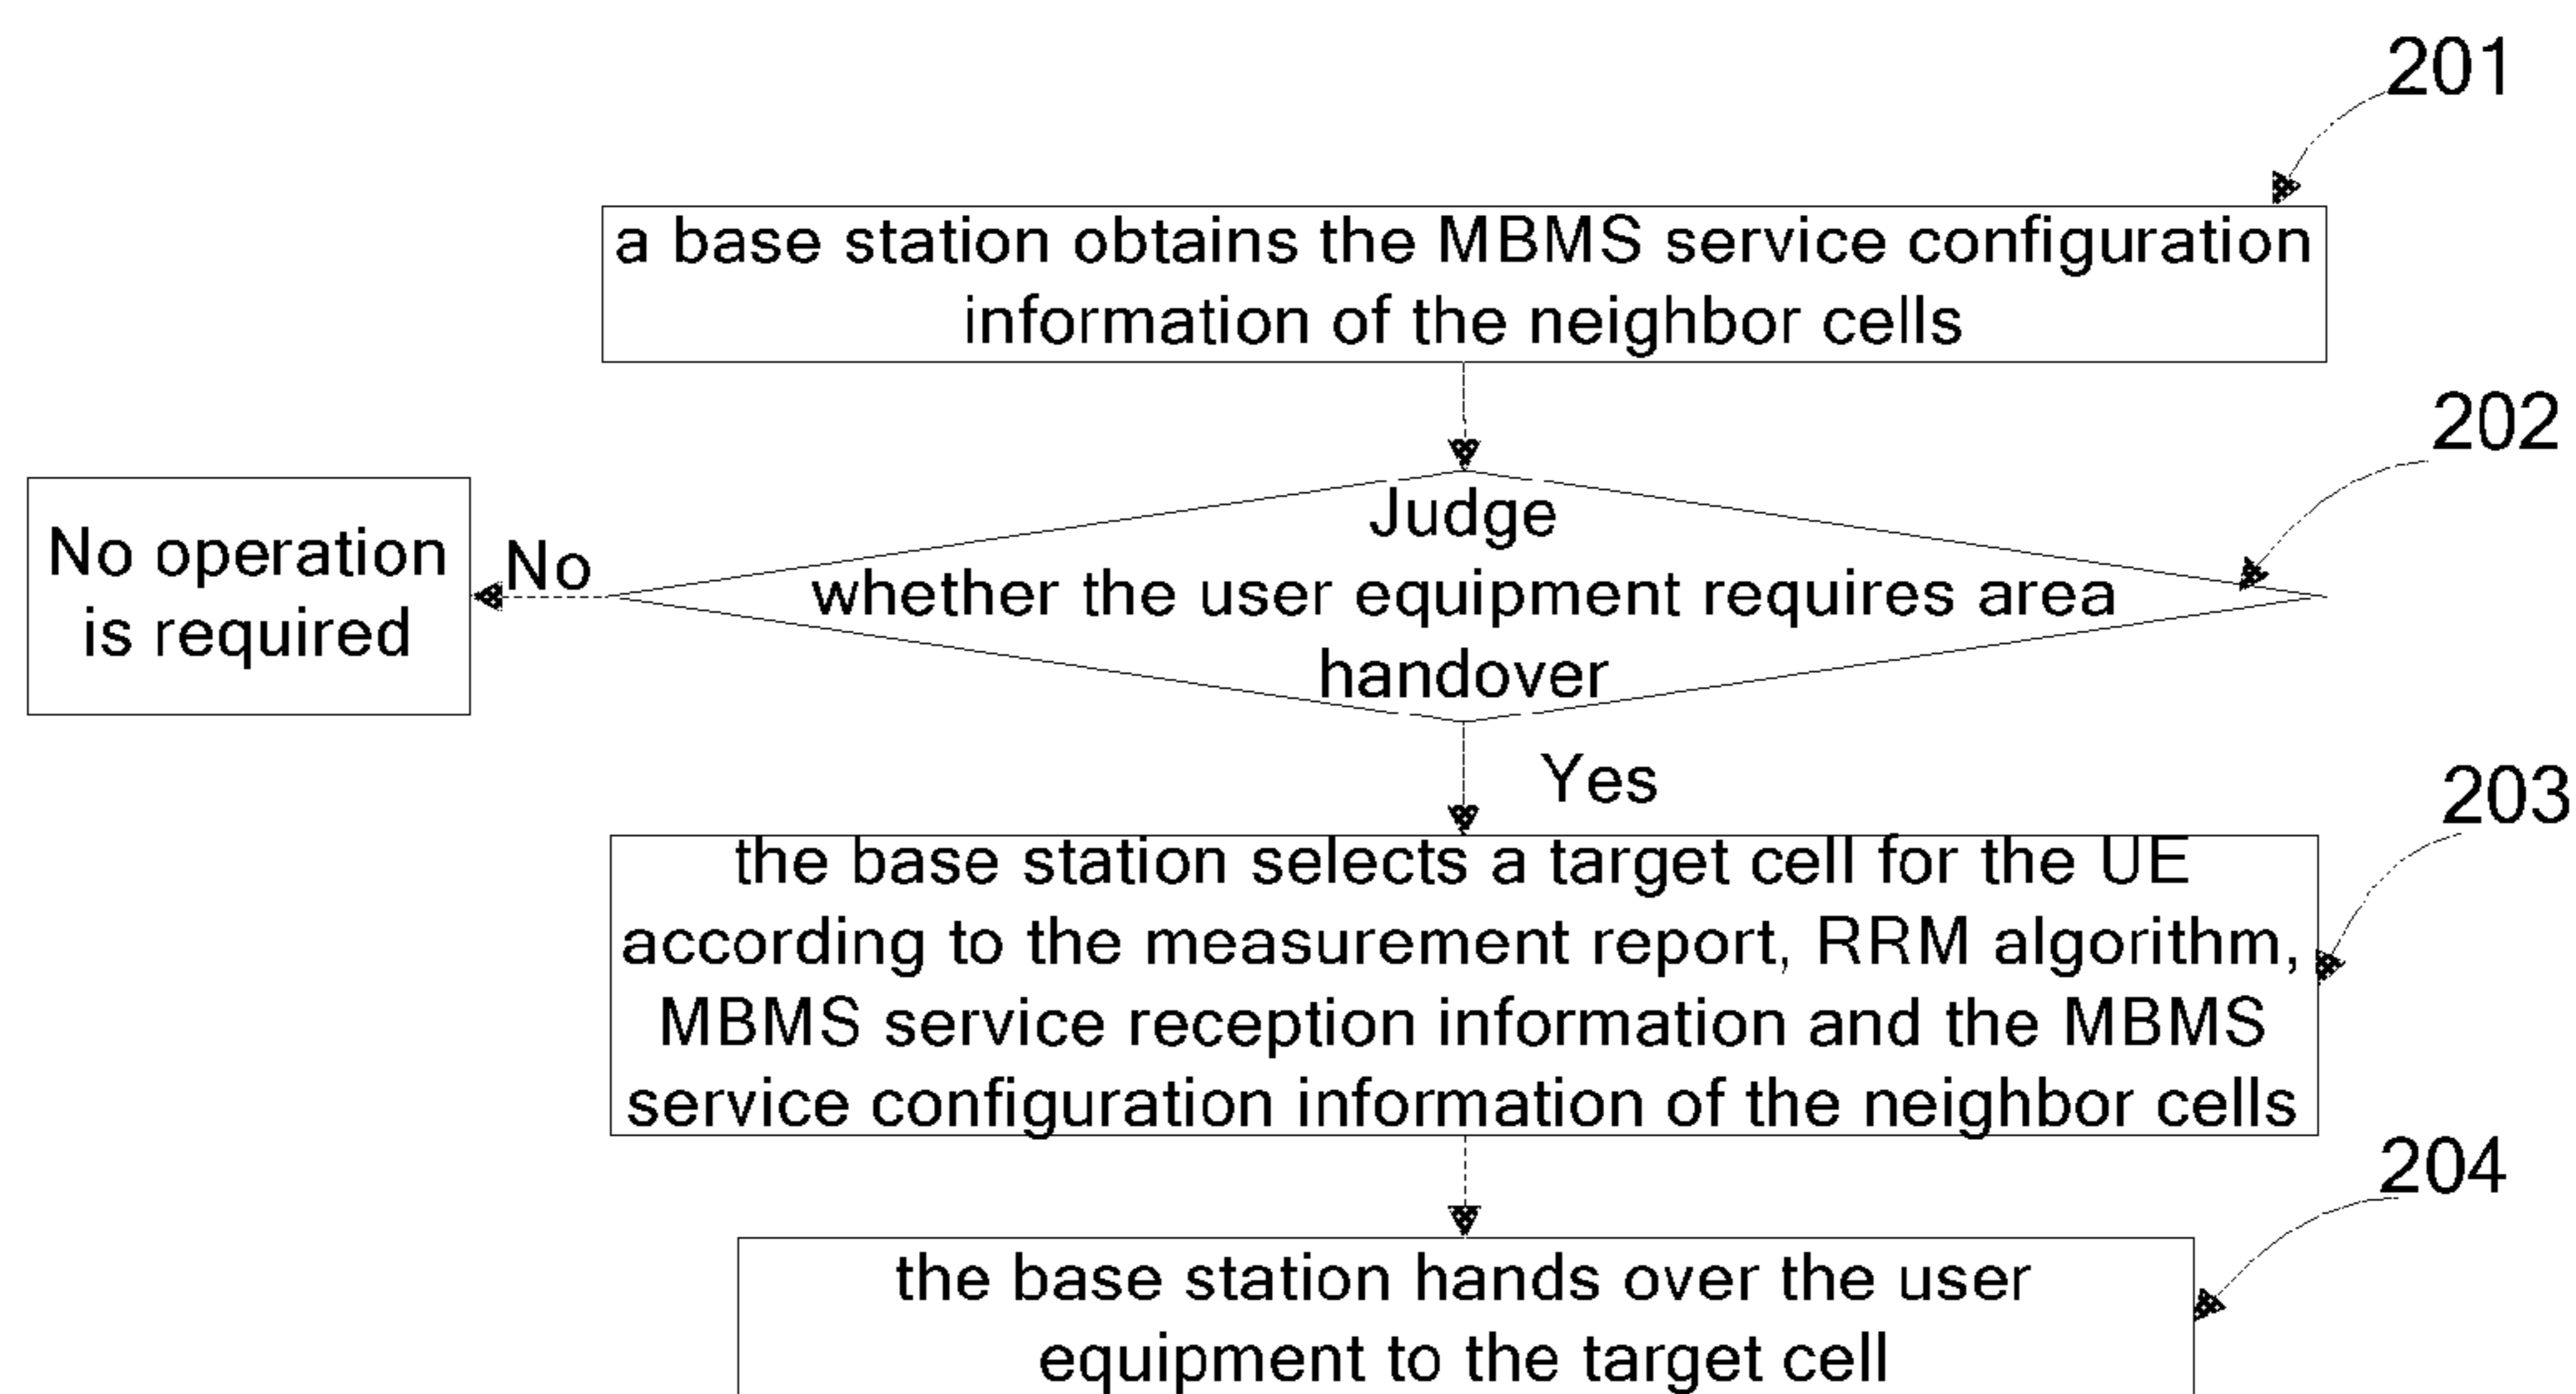 201
a base station obtains the MBMS service configuration
information of the neighbor cells
202
Judge
whether the user equipment requires area
handover
No
No operation
is required
Yes
203
the base station selects a target cell for the UE
according to the measurement report, RRM algorithm,
MBMS service reception information and the MBMS
service configuration information of the neighbor cells
204
the base station hands over the user
equipment to the target cell